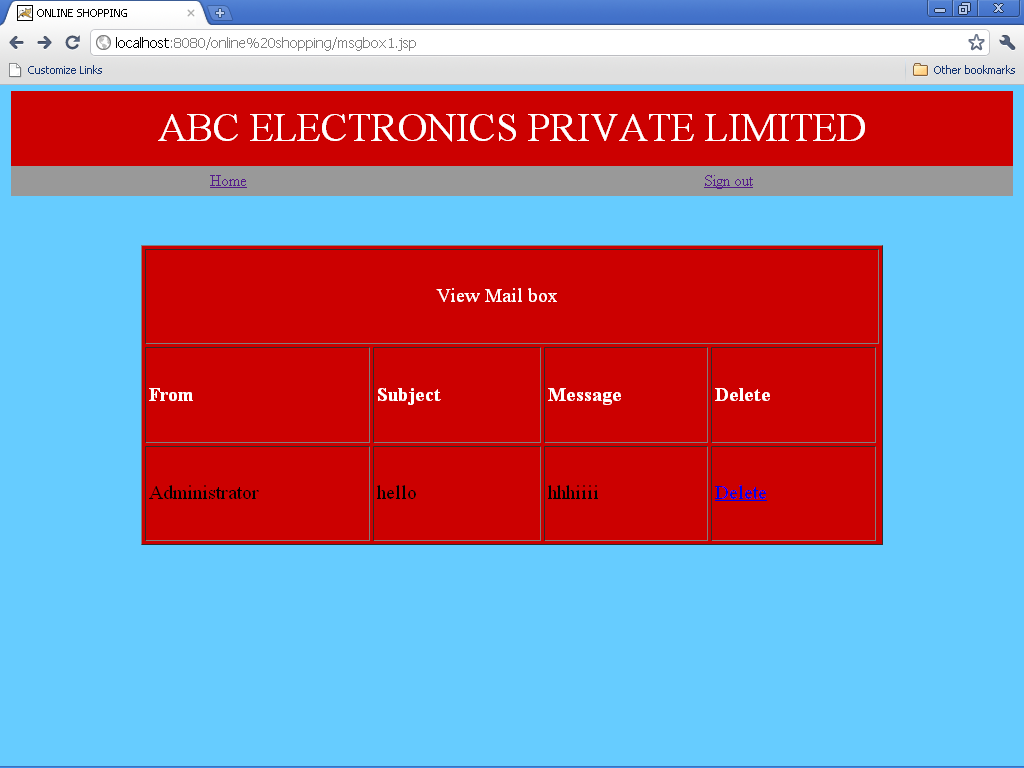 ONLINE SHOPPING
localhost:8080/online%20shopping/msgbox1.jsp
Customize Links Other bookmarks
ABC ELECTRONICS PRIVATE LIMITED
Home Sign out
View Mail box
From Subject Message Delete
Administrator hello hhhiiii Delete